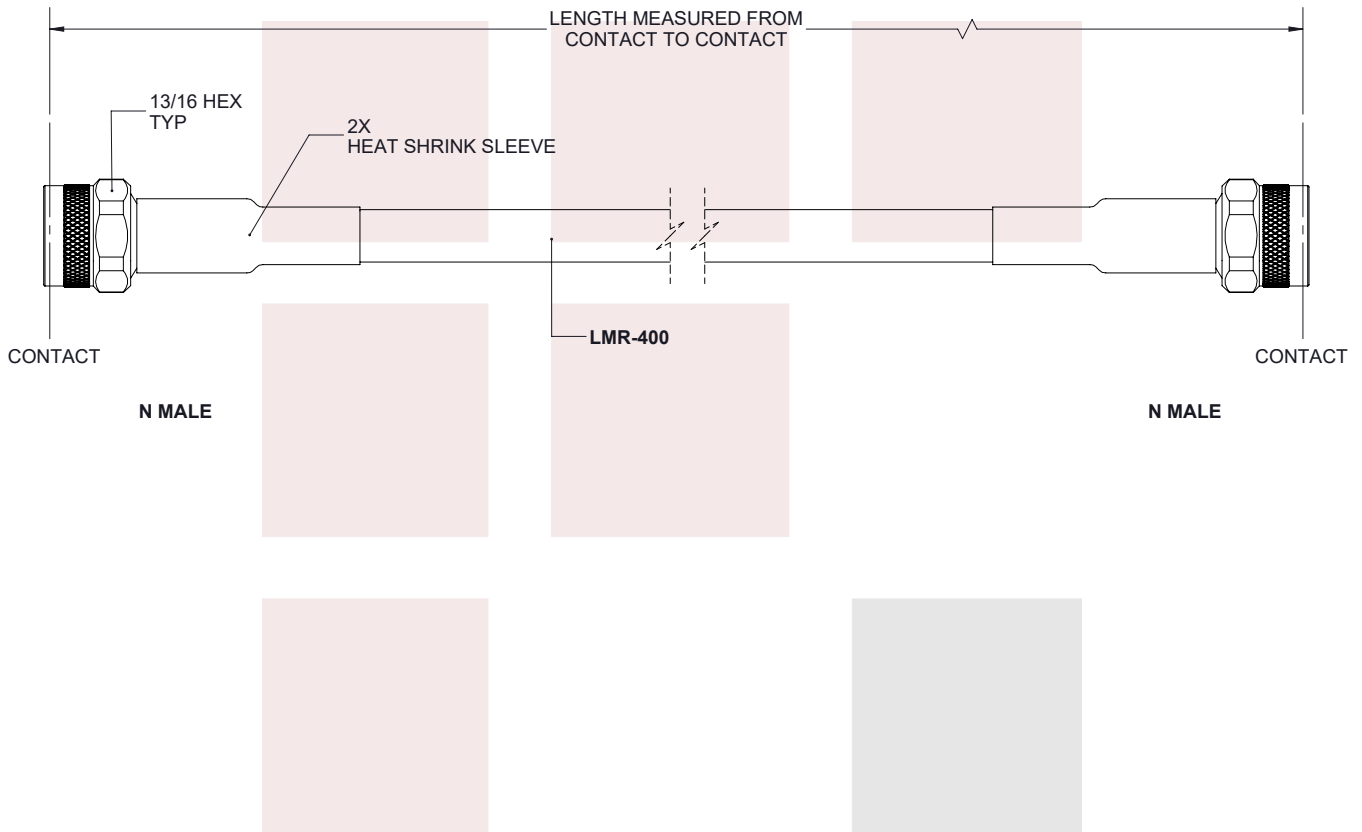 LENGTH MEASURED FROM
CONTACT TO CONTACT
13/16 HEX
TYP
2X
HEAT SHRINK SLEEVE
LMR-400
CONTACT
CONTACT
N MALE
N MALE